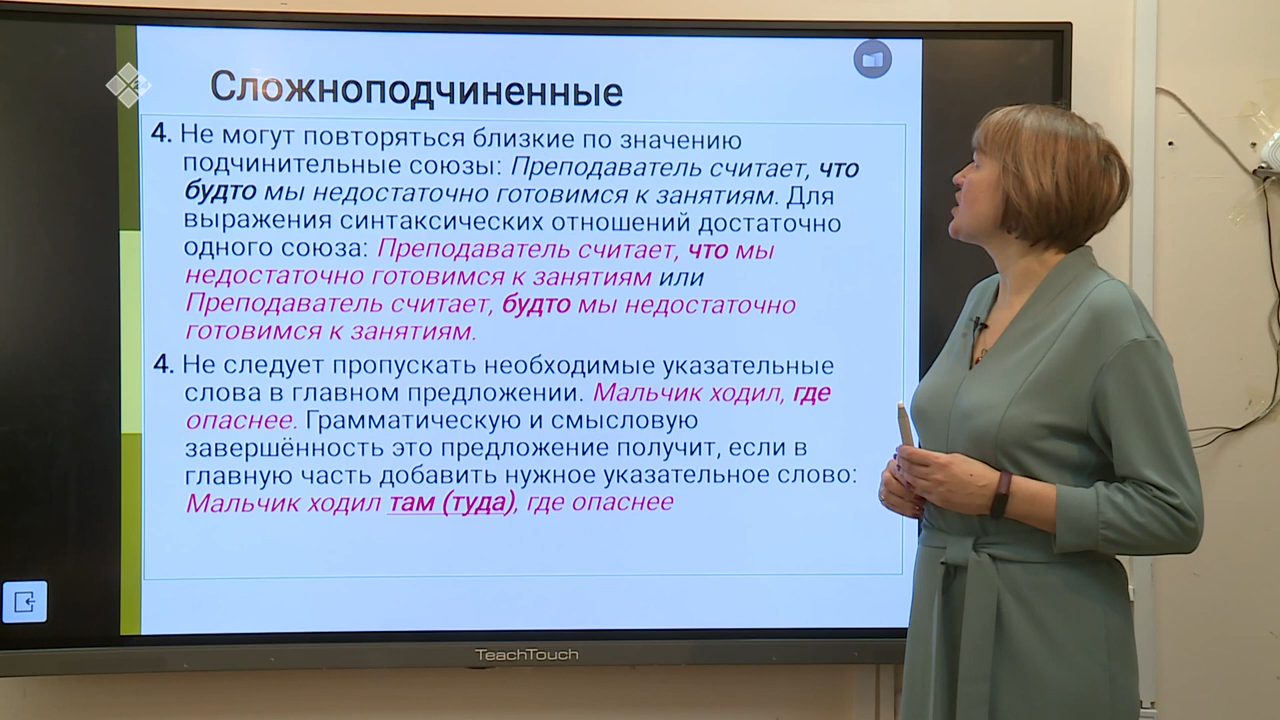 Сложноподчиненные
4. Не могут повторяться близкие по значению
подчинительные союзы: Преподаватель считает, что
будто мы недостаточно готовимся к занятиям. Для
выражения синтаксических отношений достаточно
одного союза: Преподаватель считает, что мы
недостаточно готовимся к занятиям или
Преподаватель считает, будто мы недостаточно
готовимся к занятиям.
4. Не следует пропускать необходимые указательные
слова в главном предложении. Мальчик ходил, где
опаснее. Грамматическую и смысловую
завершённость это предложение получит, если в
главную часть добавить нужное указательное слово:
Мальчик ходил там (туда), где опаснее
TeachTouch